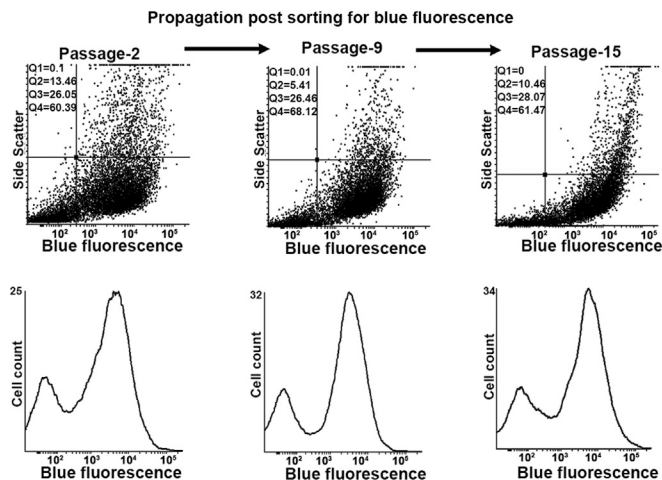 Propagation post sorting for blue fluorescence
Passage-2
Passage-9
Passage-15
Q1=0.1
Q2=13.46
Q3=26.05
Q4=60.39
Side Scatter
10² 10³ 10⁴ 10⁵
Blue fluorescence
Q1=0.01
Q2=5.41
Q3=26.46
Q4=68.12
Side Scatter
10² 10³ 10⁴ 10⁵
Blue fluorescence
Q1=0
Q2=10.46
Q3=28.07
Q4=61.47
Side Scatter
10² 10³ 10⁴ 10⁵
Blue fluorescence
25
Cell count
10² 10³ 10⁴ 10⁵
Blue fluorescence
32
Cell count
10² 10³ 10⁴ 10⁵
Blue fluorescence
34
Cell count
10² 10³ 10⁴ 10⁵
Blue fluorescence